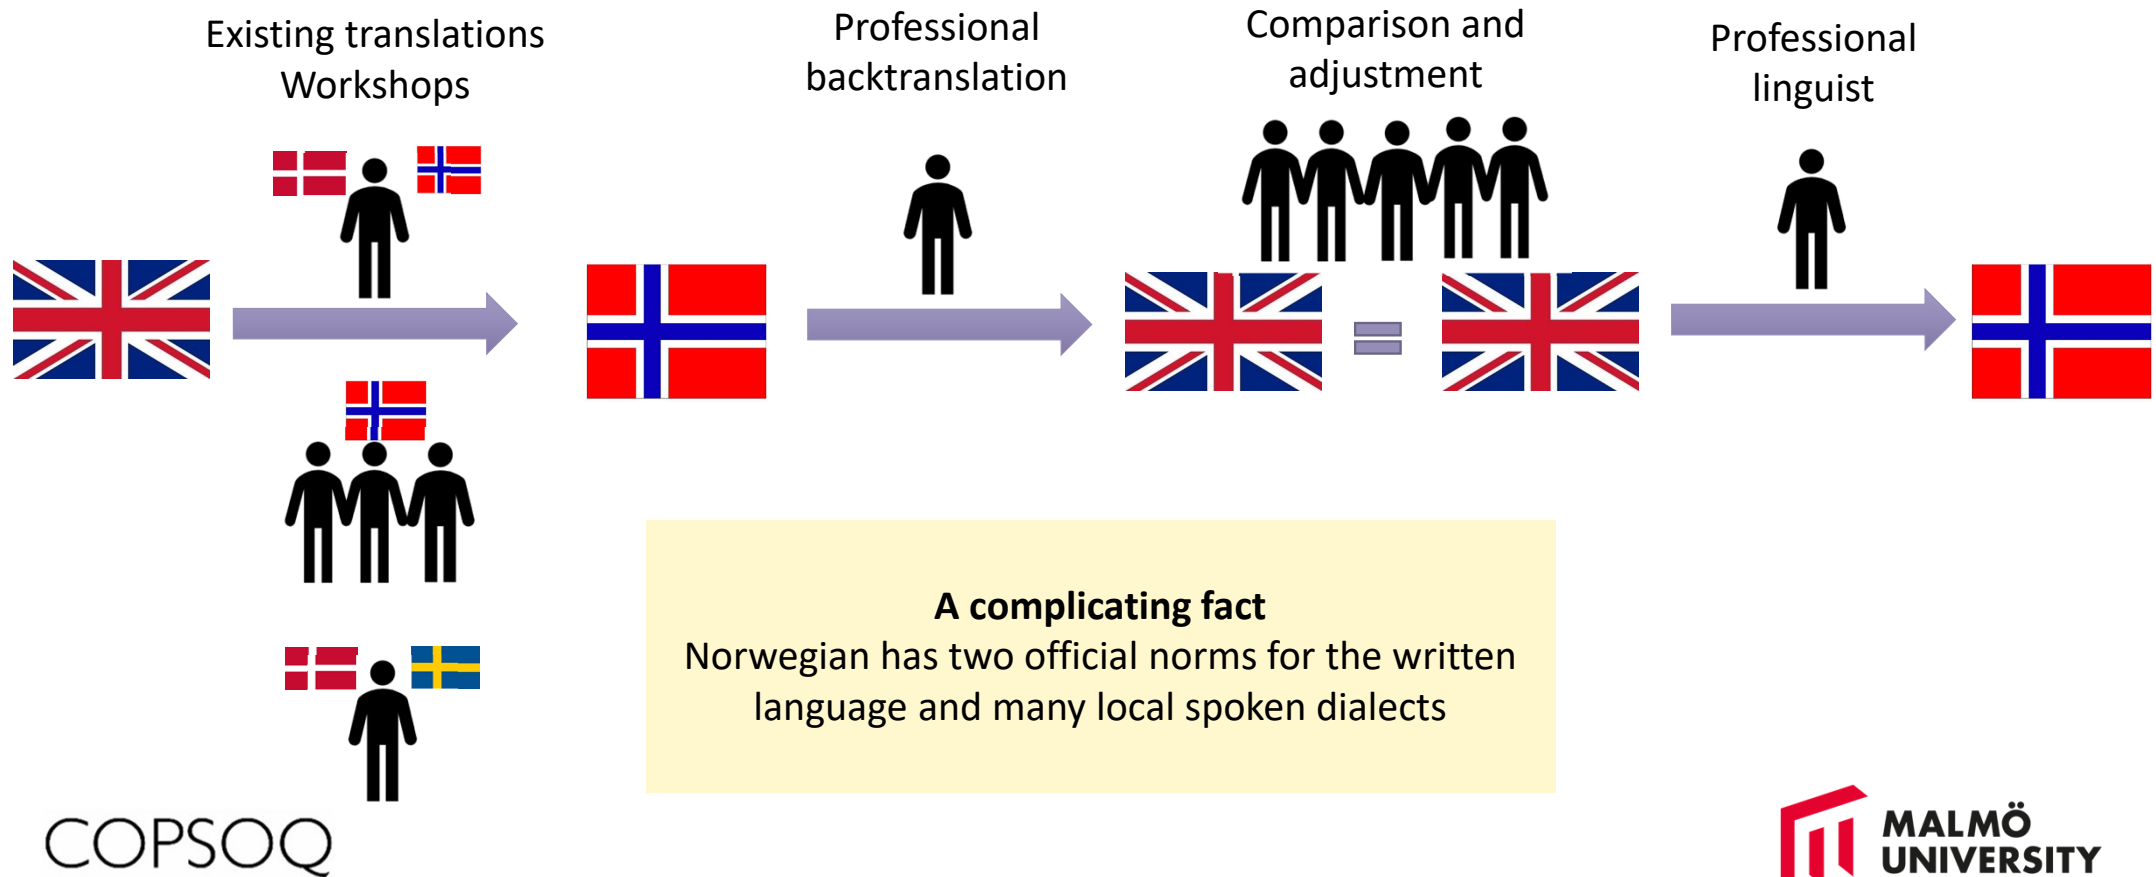 Existing translations
Workshops
Professional
backtranslation
Comparison and
adjustment
Professional
linguist
A complicating fact
Norwegian has two official norms for the written
language and many local spoken dialects
COPSOQ
MALMÖ
UNIVERSITY